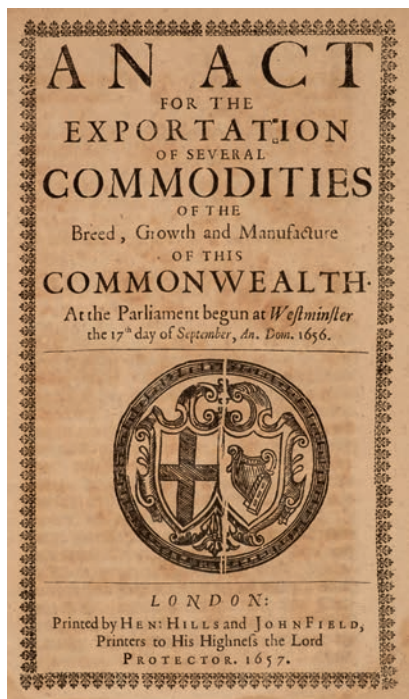 AN ACT
FOR THE
EXPORTATION
OF SEVERAL
COMMODITIES
OF THE
Breed, Growth and Manufacture
OF THIS
COMMONWEALTH.
At the Parliament begun at Weſtminſter
the 17th day of September, An. Dom. 1656.
LONDON:
Printed by HEN: HILLS and JOHN FIELD,
Printers to His Highneſs the Lord
PROTECTOR. 1657.